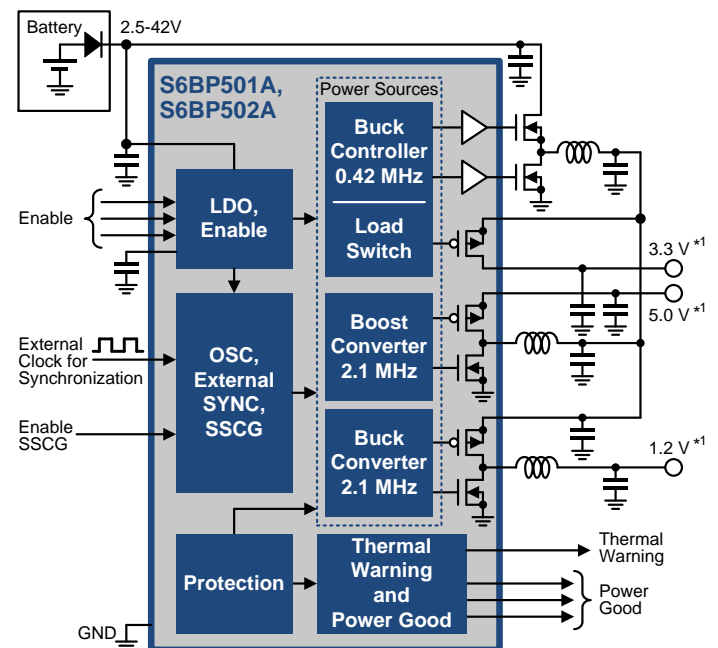 Battery
2.5-42V
S6BP501A,
S6BP502A
Power Sources
Buck
Controller
0.42 MHz
Load
Switch
LDO,
Enable
Enable
3.3 V *1
5.0 V *1
Boost
Converter
2.1 MHz
External
Clock for
Synchronization
OSC,
External
SYNC,
SSCG
Enable
SSCG
Buck
Converter
2.1 MHz
1.2 V *1
Protection
Thermal
Warning
and
Power Good
Thermal
Warning
Power
Good
GND